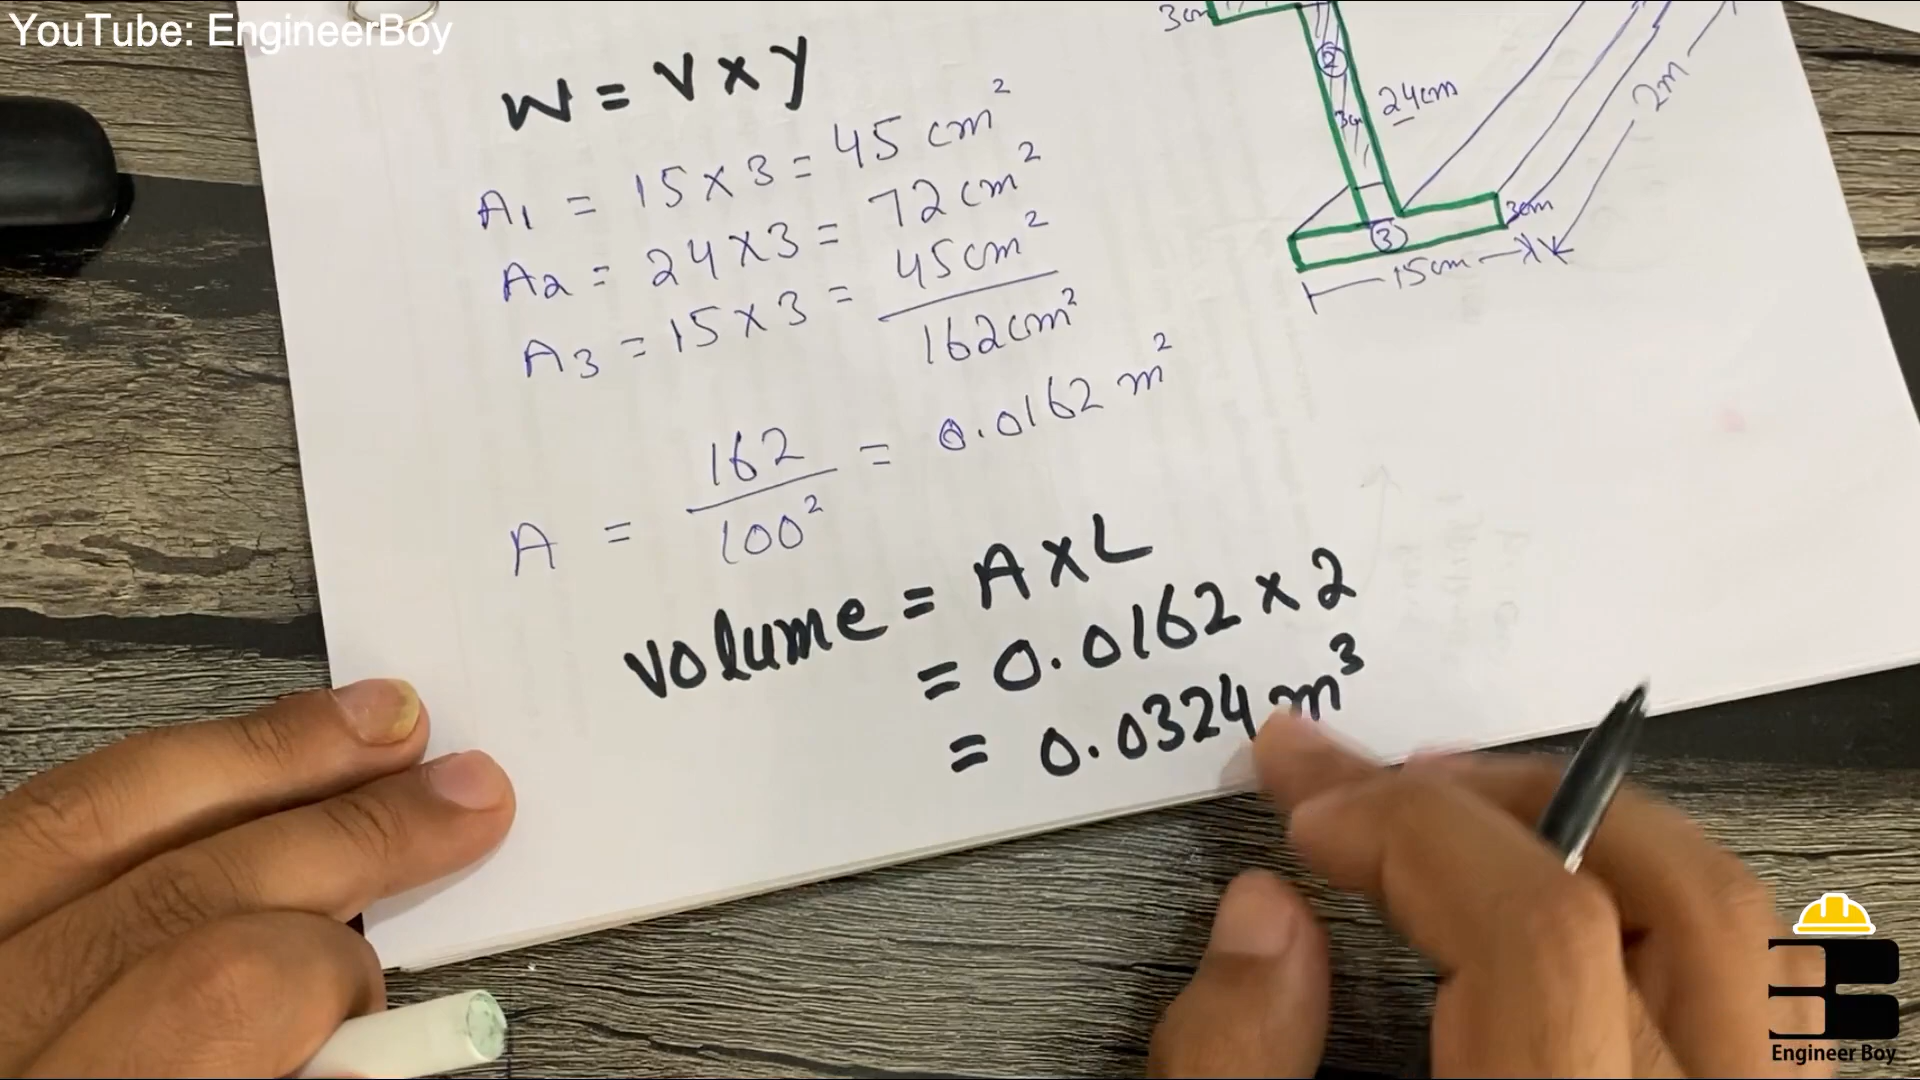 YouTube: EngineerBoy
W = V x y
A1 = 15 x 3 = 45 cm²
A2 = 24 x 3 = 72 cm²
A3 = 15 x 3 = 45 cm²
162 cm²
A = 162 / 100² = 0.0162 m²
volume = A x L
= 0.0162 x 2
= 0.0324 m³
3cm
2
3cm
24cm
2m
3cm
3
15cm
Engineer Boy